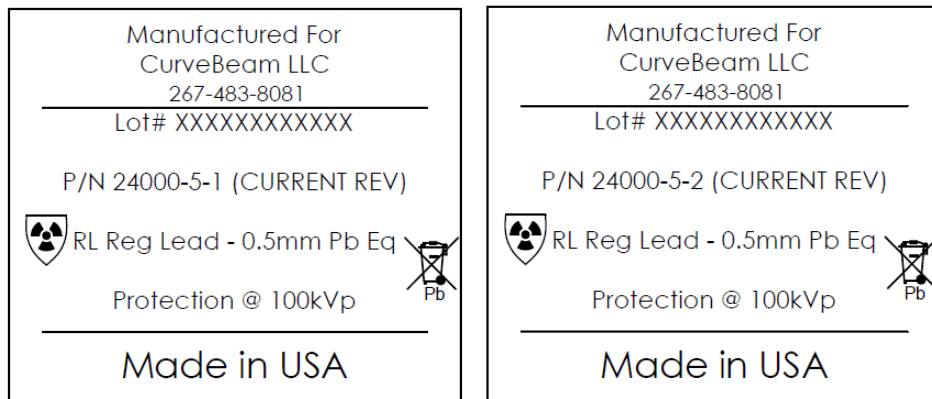 Manufactured For
CurveBeam LLC
267-483-8081
Lot# XXXXXXXXXXXX
P/N 24000-5-1 (CURRENT REV)
RL Reg Lead - 0.5mm Pb Eq
Pb
Protection @ 100kVp
Made in USA
Manufactured For
CurveBeam LLC
267-483-8081
Lot# XXXXXXXXXXXX
P/N 24000-5-2 (CURRENT REV)
RL Reg Lead - 0.5mm Pb Eq
Pb
Protection @ 100kVp
Made in USA